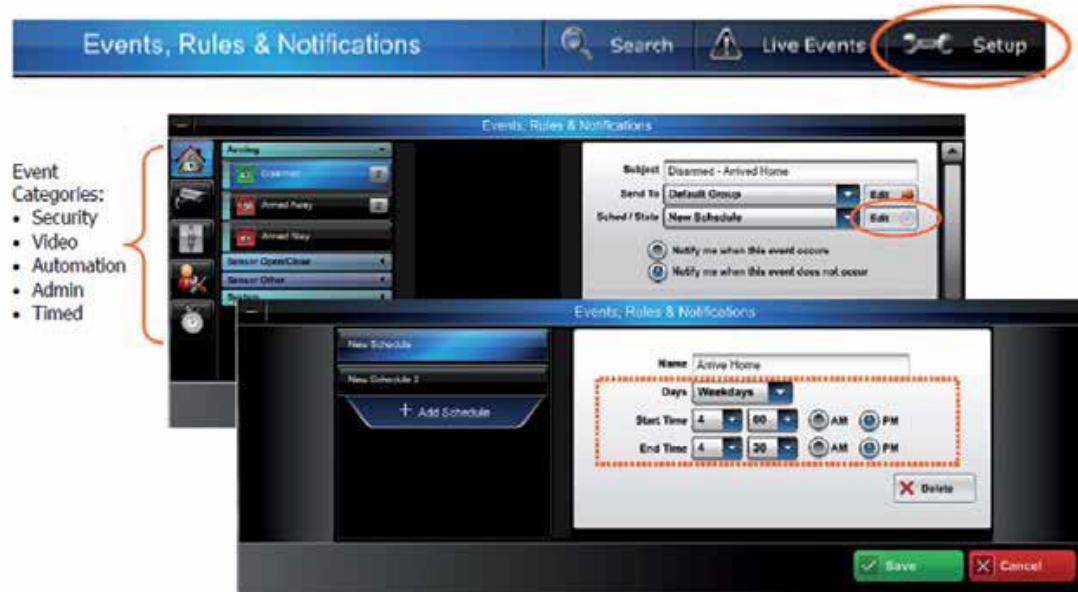 Events, Rules & Notifications
Search
Live Events
Setup
Event
Categories:
• Security
• Video
• Automation
• Admin
• Timed
Events, Rules & Notifications
Arming
Disarmed
2
Armed Away
2
Armed Stay
Sensor Open/Close
Sensor Other
System
Subject Disarmed - Arrived Home
Send To Default Group Edit
Sched / State New Schedule Edit
Notify me when this event occurs
Notify me when this event does not occur
Events, Rules & Notifications
New Schedule
New Schedule 2
+ Add Schedule
Name Arrive Home
Days Weekdays
Start Time 4 00 AM PM
End Time 4 30 AM PM
Delete
Save
Cancel